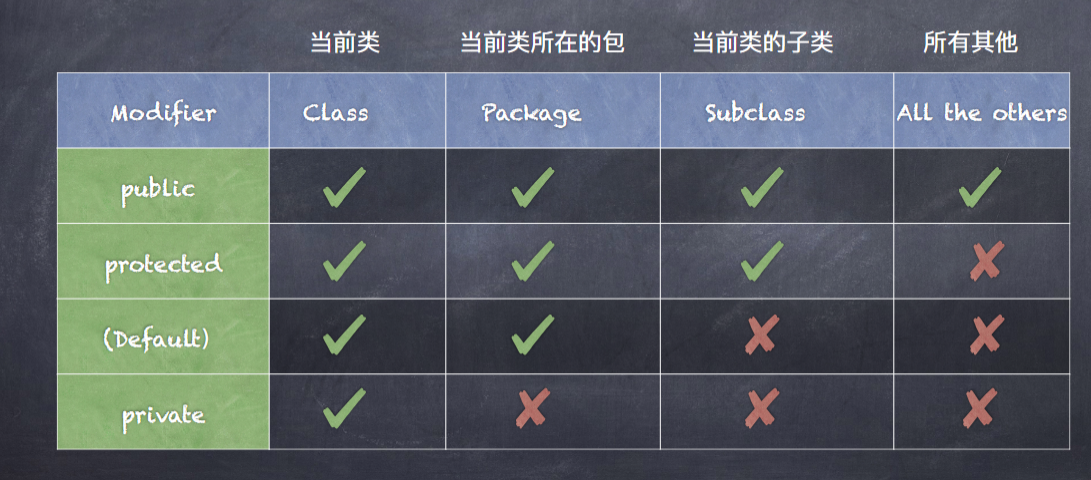 当前类 当前类所在的包 当前类的子类 所有其他
Modifier Class Package Subclass All the others
public ✓ ✓ ✓ ✓
protected ✓ ✓ ✓ ✗
(Default) ✓ ✓ ✗ ✗
private ✓ ✗ ✗ ✗